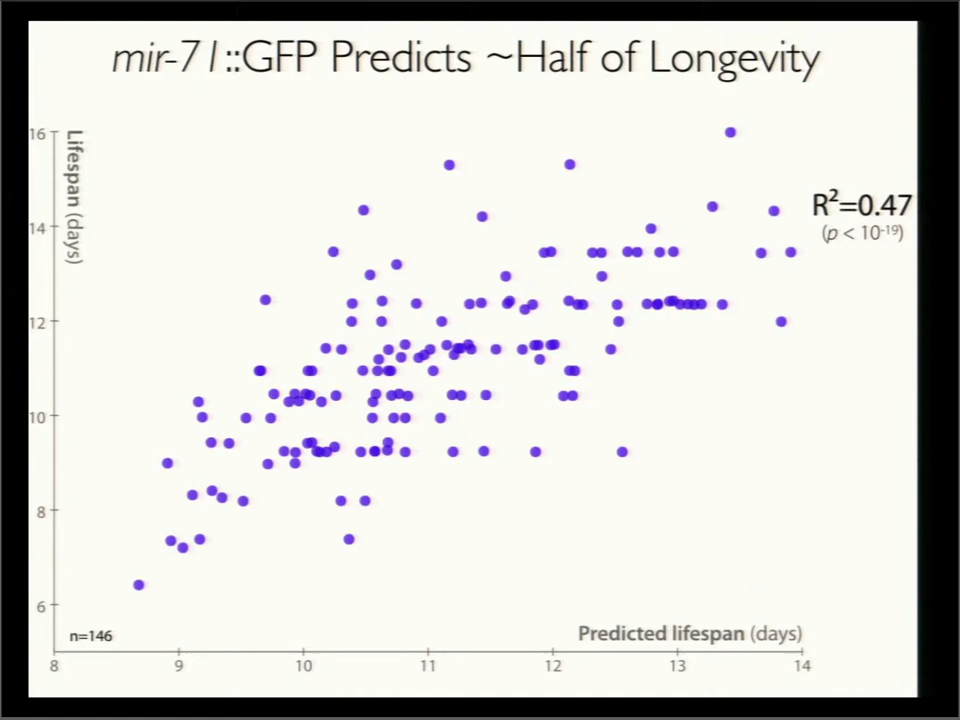 mir-71::GFP Predicts ~Half of Longevity
16
14
12
10
8
6
Lifespan (days)
R²=0.47
(p < 10⁻¹⁹)
n=146
Predicted lifespan (days)
8 9 10 11 12 13 14